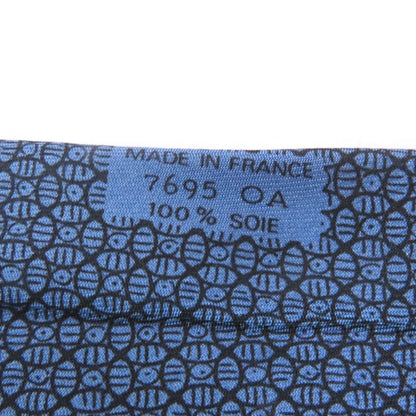 MADE IN FRANCE
7695 OA
100% SOIE